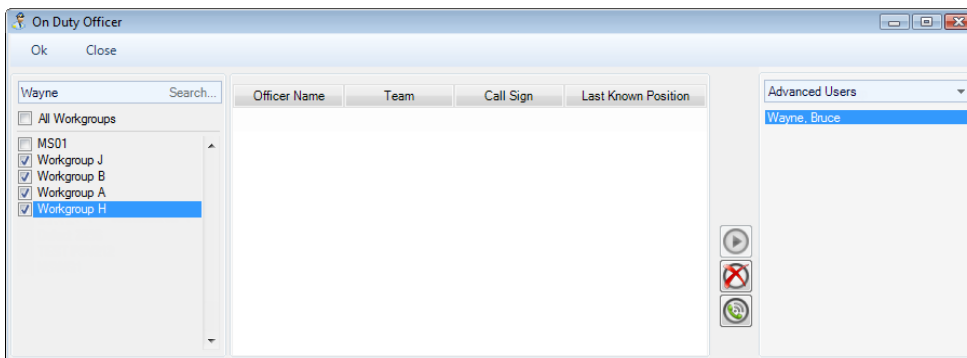 On Duty Officer
Ok Close
Wayne Search...
All Workgroups
MS01
Workgroup J
Workgroup B
Workgroup A
Workgroup H
Officer Name Team Call Sign Last Known Position
Advanced Users
Wayne, Bruce